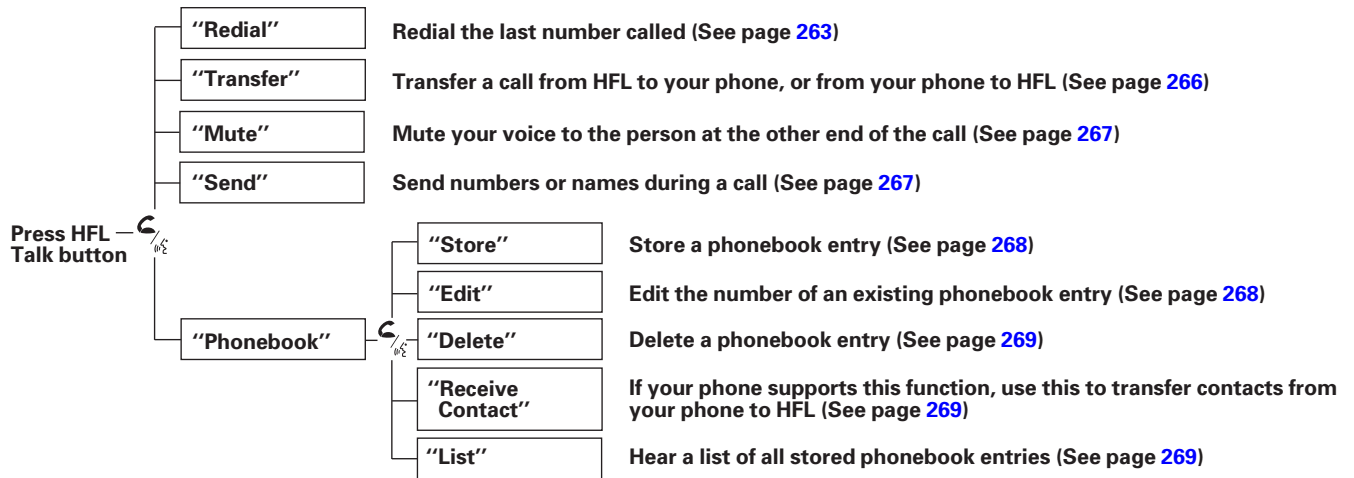 "Redial" Redial the last number called (See page 263)
"Transfer" Transfer a call from HFL to your phone, or from your phone to HFL (See page 266)
"Mute" Mute your voice to the person at the other end of the call (See page 267)
"Send" Send numbers or names during a call (See page 267)
Press HFL
Talk button
"Phonebook"
"Store" Store a phonebook entry (See page 268)
"Edit" Edit the number of an existing phonebook entry (See page 268)
"Delete" Delete a phonebook entry (See page 269)
"Receive
Contact"
If your phone supports this function, use this to transfer contacts from
your phone to HFL (See page 269)
"List" Hear a list of all stored phonebook entries (See page 269)